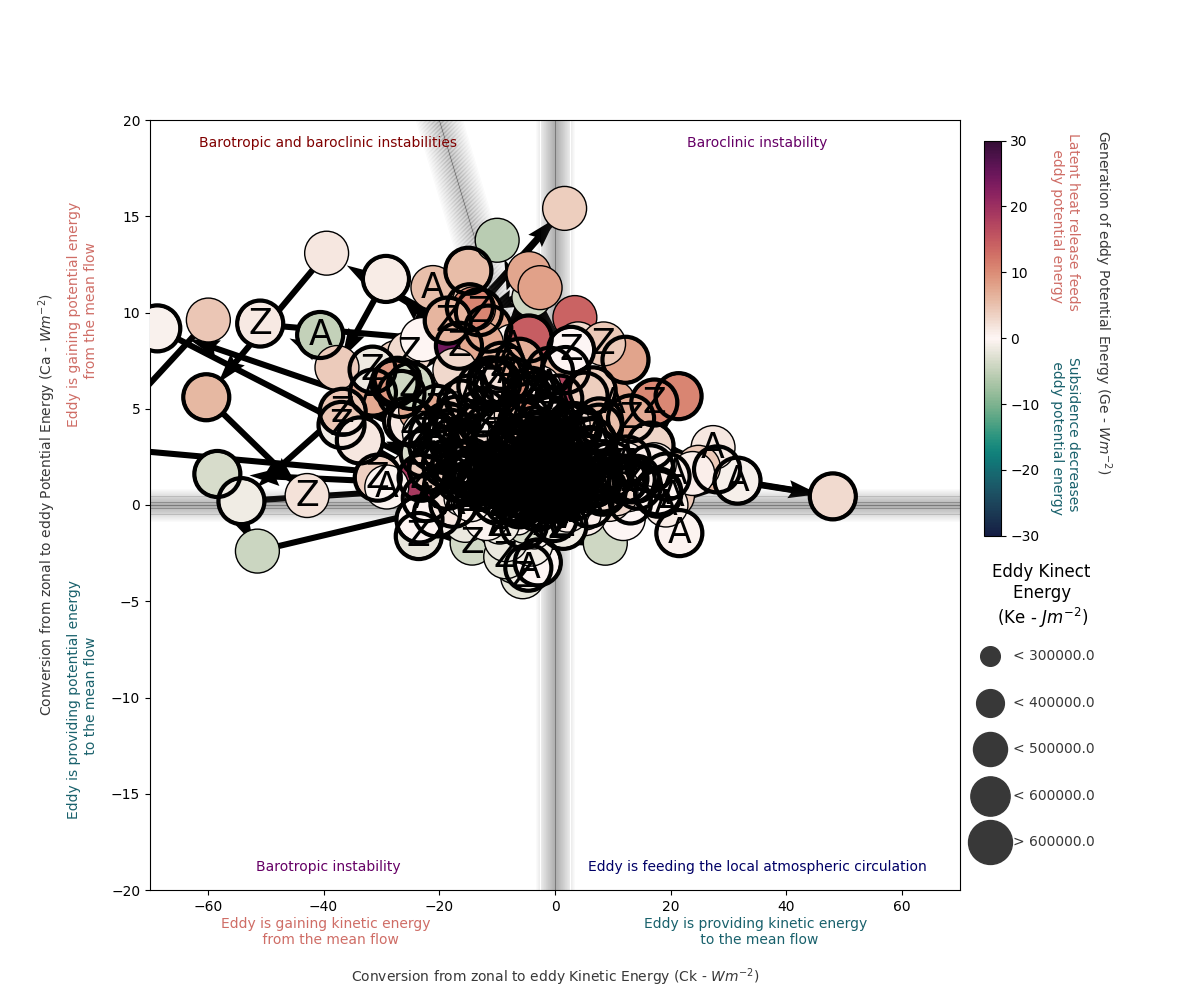 Barotropic and baroclinic instabilities
Baroclinic instability
Barotropic instability
Eddy is feeding the local atmospheric circulation
20
15
10
5
0
−5
−10
−15
−20
−60
−40
−20
0
20
40
60
Conversion from zonal to eddy Potential Energy (Ca - Wm⁻²)
Eddy is gaining potential energy
from the mean flow
Eddy is providing potential energy
to the mean flow
Eddy is gaining kinetic energy
from the mean flow
Eddy is providing kinetic energy
to the mean flow
Conversion from zonal to eddy Kinetic Energy (Ck - Wm⁻²)
Z
A
A
Z
Z
Z
Z
Z
Z
Z
Z
Z
Z
Z
A
Z
Z
Z
Z
A
A
A
A
Z
Z
Z
A
30
20
10
0
−10
−20
−30
Latent heat release feeds
eddy potential energy
Subsidence decreases
eddy potential energy
Generation of eddy Potential Energy (Ge - Wm⁻²)
Eddy Kinect
Energy
(Ke - Jm⁻²)
< 300000.0
< 400000.0
< 500000.0
< 600000.0
> 600000.0